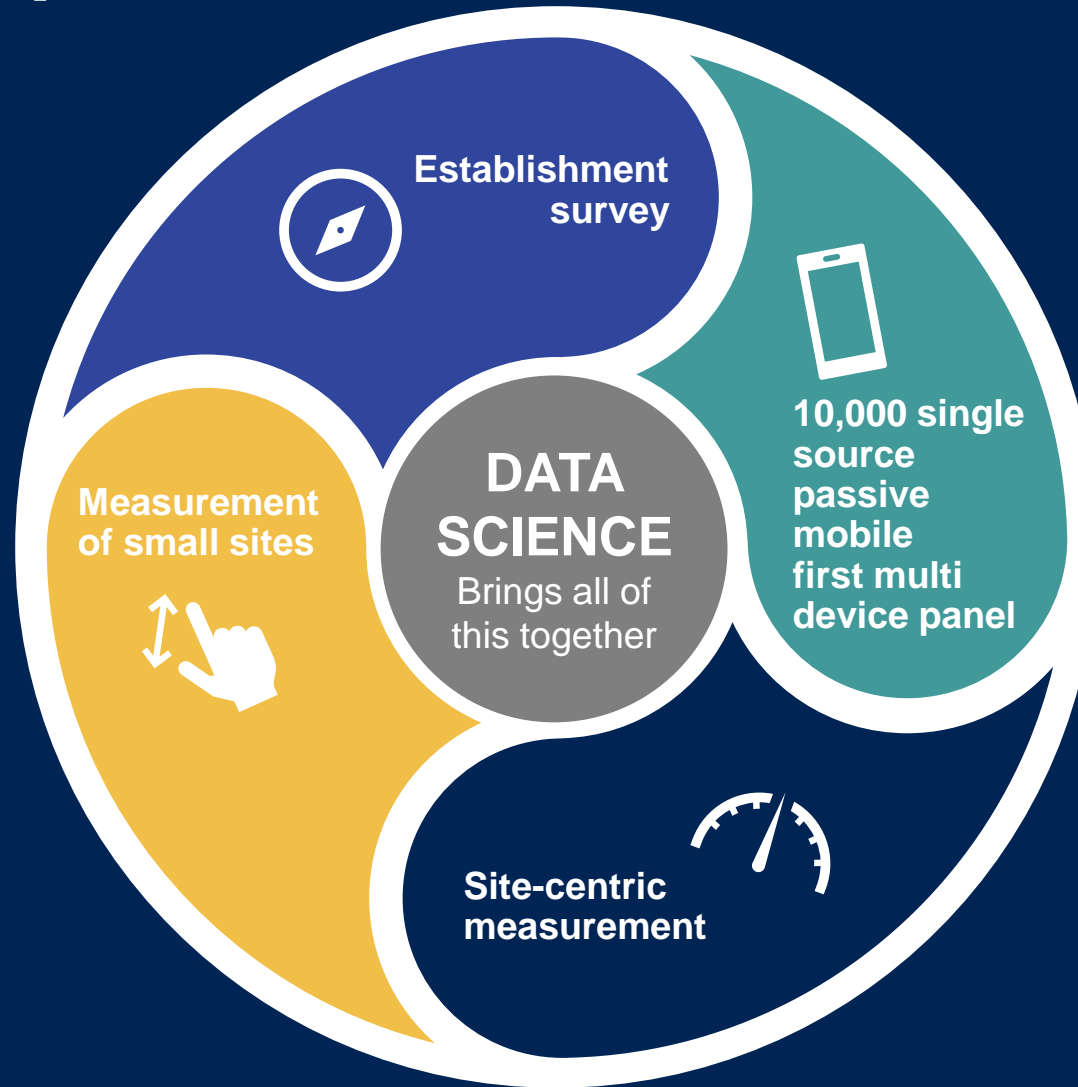 Establishment
survey
10,000 single
source
passive
mobile
first multi
device panel
Measurement
of small sites
DATA
SCIENCE
Brings all of
this together
Site-centric
measurement